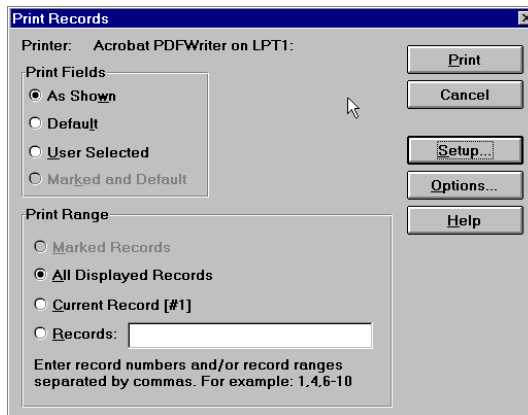 Print Records
Printer: Acrobat PDFWriter on LPT1:
Print
Print Fields
As Shown
Cancel
Default
User Selected
Setup...
Marked and Default
Options...
Print Range
Help
Marked Records
All Displayed Records
Current Record [#1]
Records:
Enter record numbers and/or record ranges
separated by commas. For example: 1,4,6-10